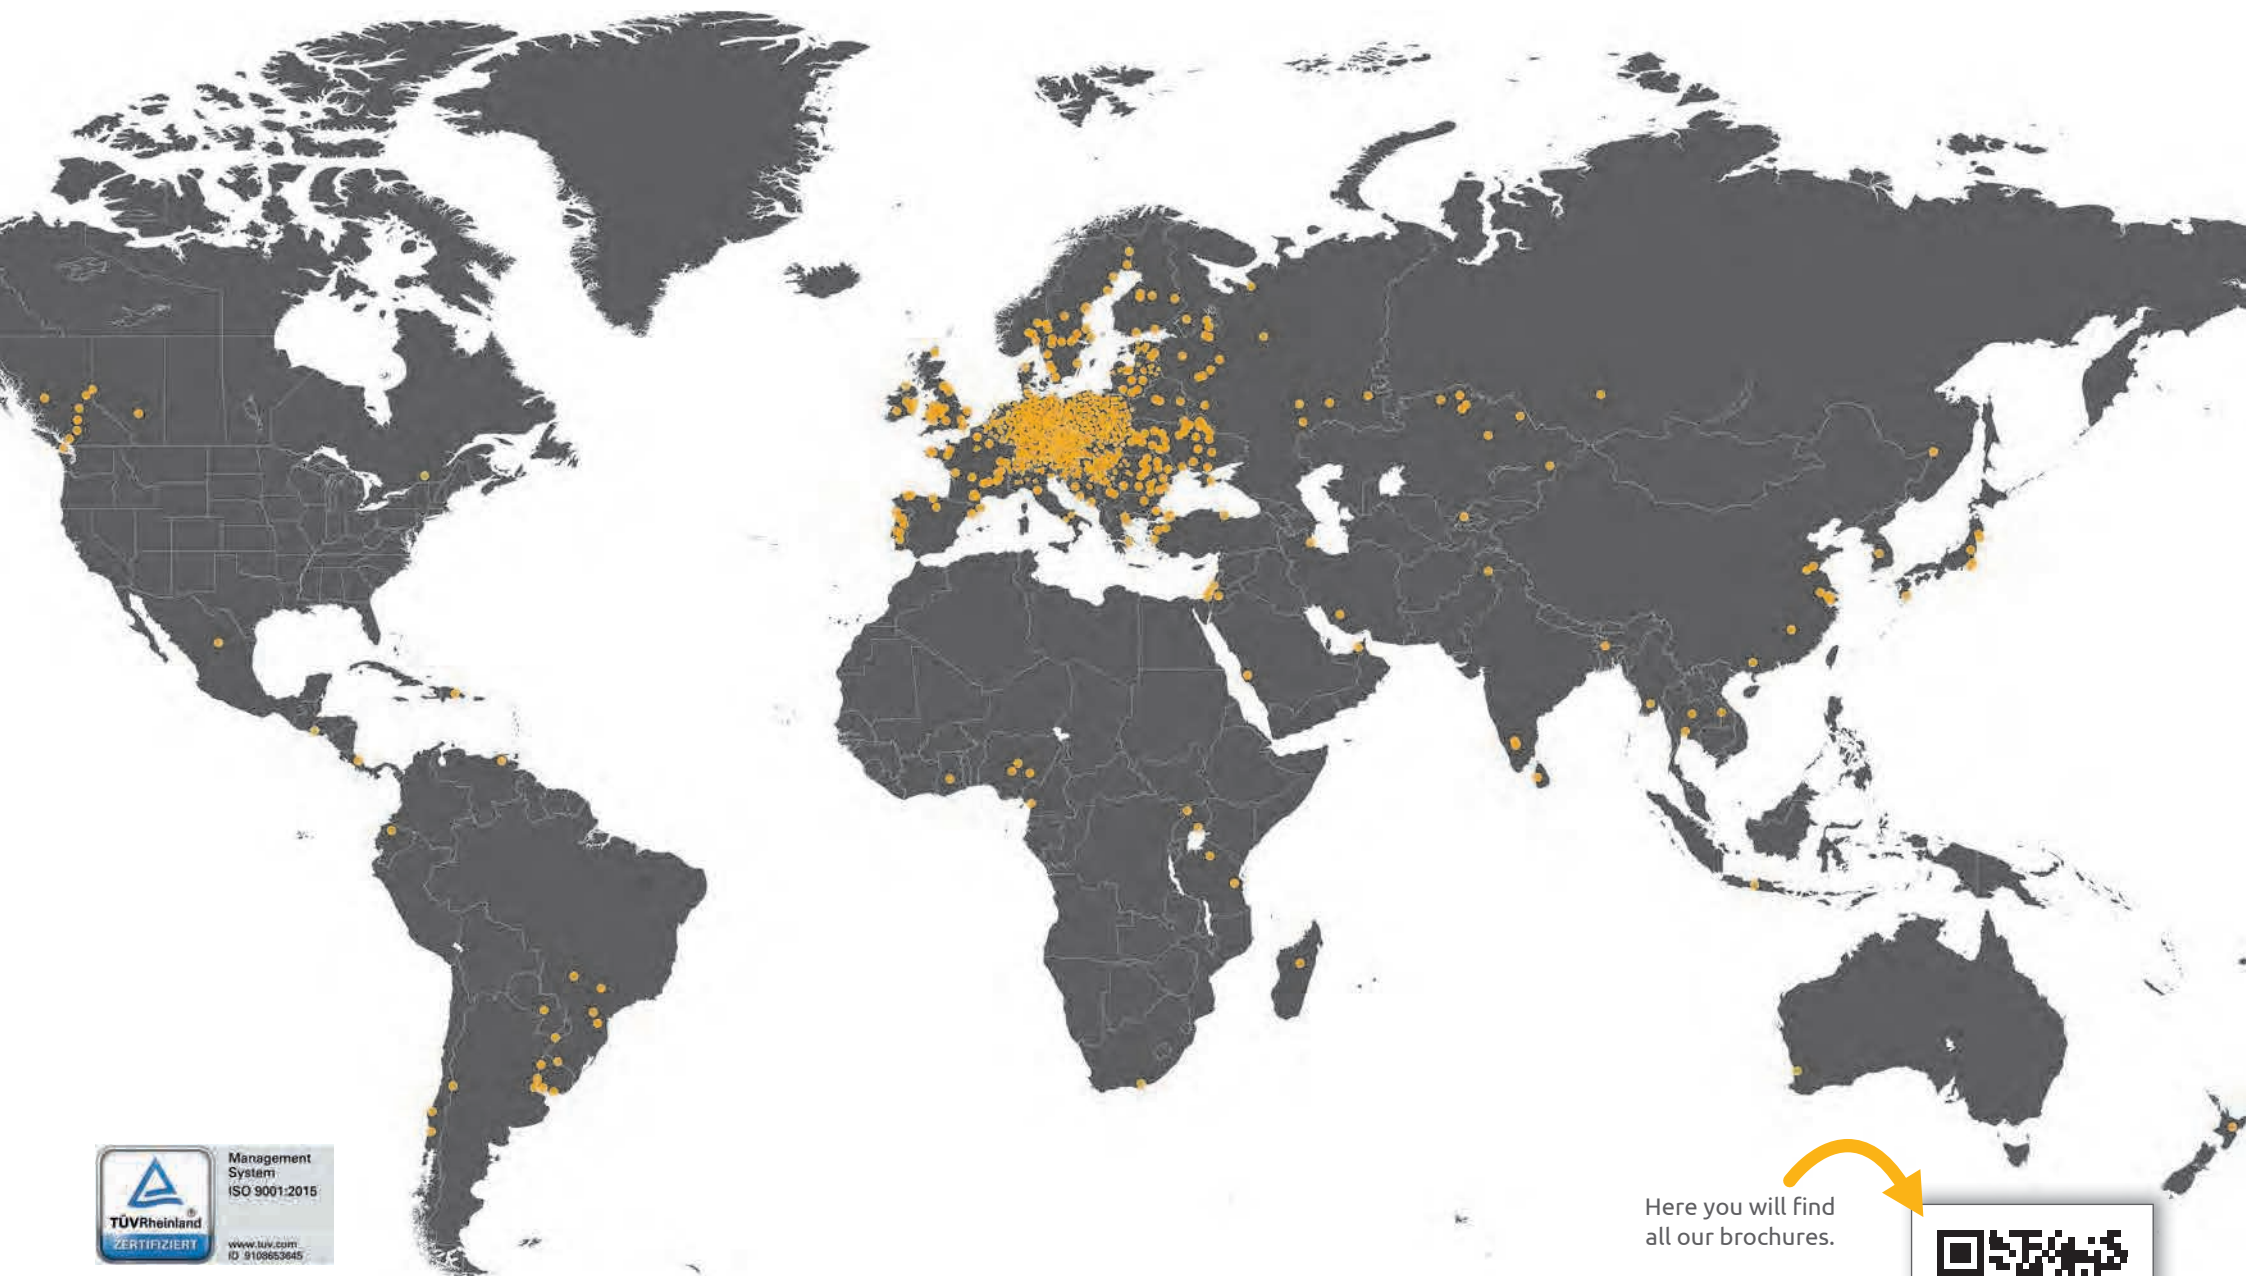 Management
System
ISO 9001:2015
TÜVRheinland®
ZERTIFIZIERT
www.tuv.com
ID 9108653645
Here you will find
all our brochures.